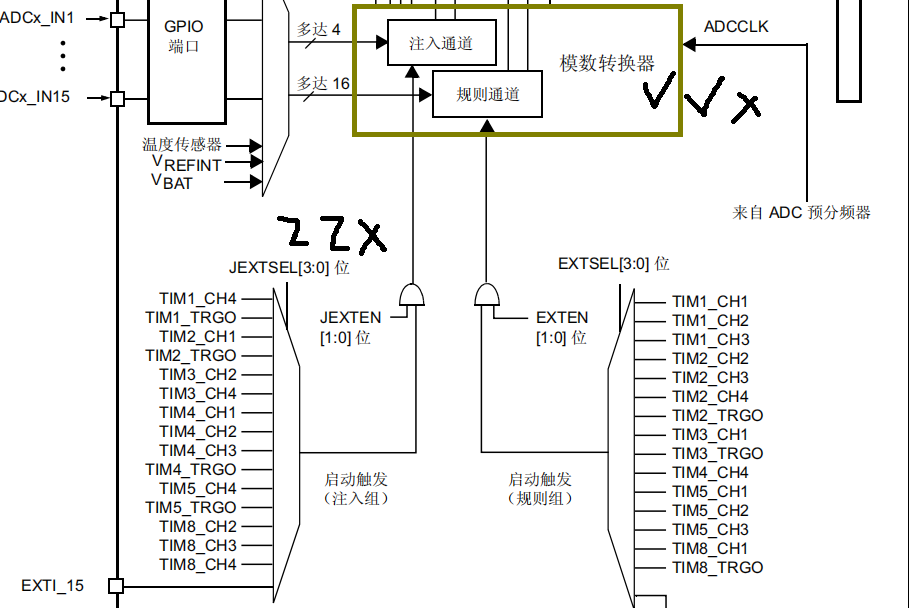 ADCx_IN1
GPIO
端口
多达 4
注入通道
ADCCLK
模数转换器
DCx_IN15
多达 16
规则通道
√ √ x
温度传感器
VREFINT
VBAT
来自 ADC 预分频器
ZZX
JEXTSEL[3:0] 位
EXTSEL[3:0] 位
TIM1_CH4
TIM1_TRGO
TIM2_CH1
TIM2_TRGO
TIM3_CH2
TIM3_CH4
TIM4_CH1
TIM4_CH2
TIM4_CH3
TIM4_TRGO
TIM5_CH4
TIM5_TRGO
TIM8_CH2
TIM8_CH3
TIM8_CH4
EXTI_15
JEXTEN
[1:0] 位
EXTEN
[1:0] 位
启动触发
（注入组）
启动触发
（规则组）
TIM1_CH1
TIM1_CH2
TIM1_CH3
TIM2_CH2
TIM2_CH3
TIM2_CH4
TIM2_TRGO
TIM3_CH1
TIM3_TRGO
TIM4_CH4
TIM5_CH1
TIM5_CH2
TIM5_CH3
TIM8_CH1
TIM8_TRGO